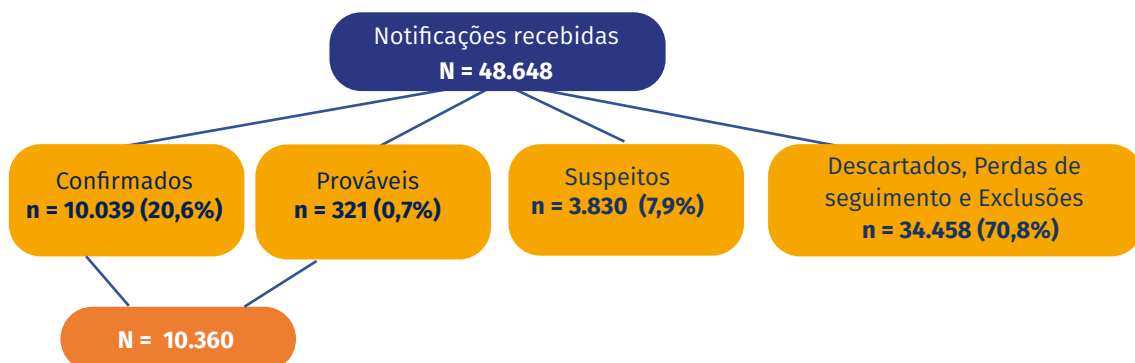 Notificações recebidas
N = 48.648
Confirmados
n = 10.039 (20,6%)
Prováveis
n = 321 (0,7%)
Suspeitos
n = 3.830 (7,9%)
Descartados, Perdas de
seguimento e Exclusões
n = 34.458 (70,8%)
N = 10.360